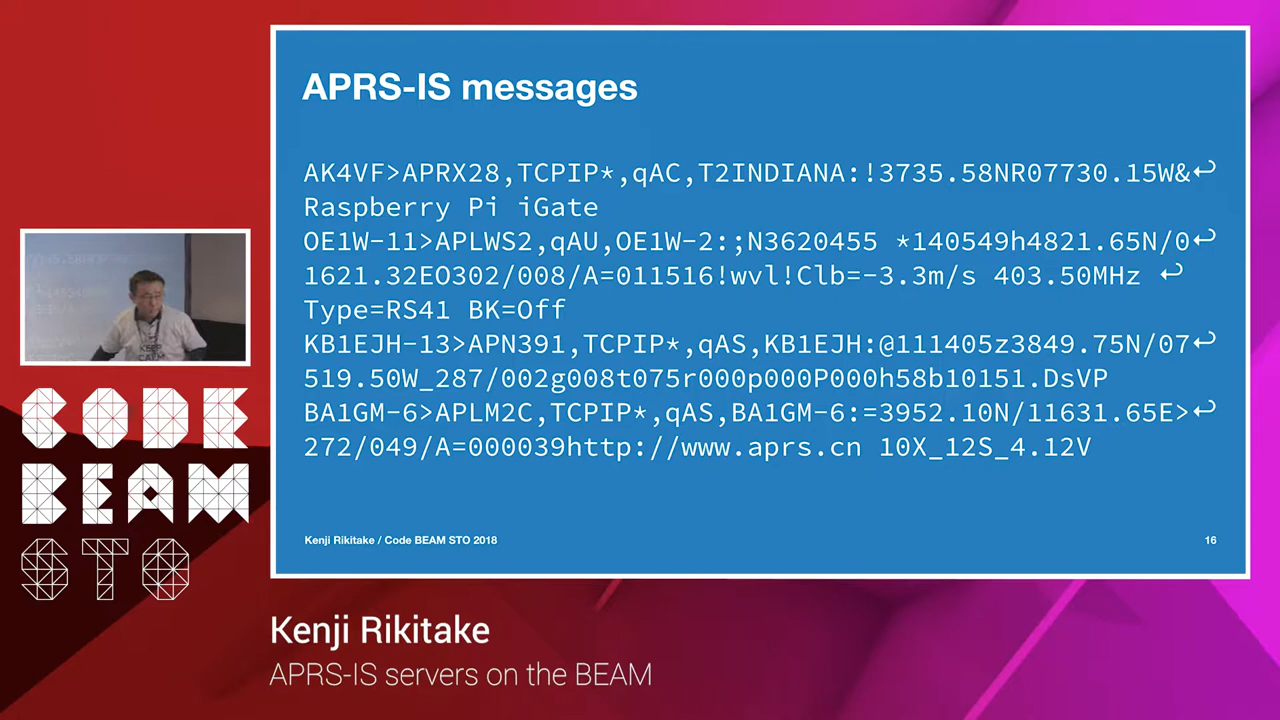 APRS-IS messages
AK4VF>APRX28,TCPIP*,qAC,T2INDIANA:!3735.58NR07730.15W&↩
Raspberry Pi iGate
OE1W-11>APLWS2,qAU,OE1W-2:;N3620455 *140549h4821.65N/0↩
1621.32EO302/008/A=011516!wvl!Clb=-3.3m/s 403.50MHz ↩
Type=RS41 BK=Off
KB1EJH-13>APN391,TCPIP*,qAS,KB1EJH:@111405z3849.75N/07↩
519.50W_287/002g008t075r000p000P000h58b10151.DsVP
BA1GM-6>APLM2C,TCPIP*,qAS,BA1GM-6:=3952.10N/11631.65E>↩
272/049/A=000039http://www.aprs.cn 10X_12S_4.12V
Kenji Rikitake / Code BEAM STO 2018
16
CODE
BEAM
STO
Kenji Rikitake
APRS-IS servers on the BEAM